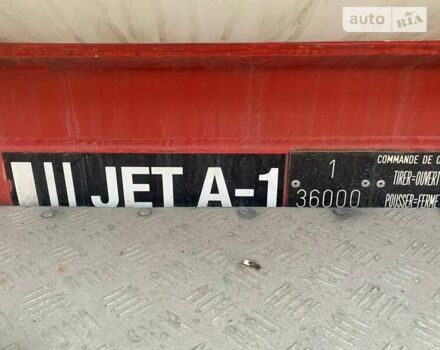 auto RIA
JET A-1
1
36000
COMMANDE DE
TIRER=OUVERT
POUSSER=FERME